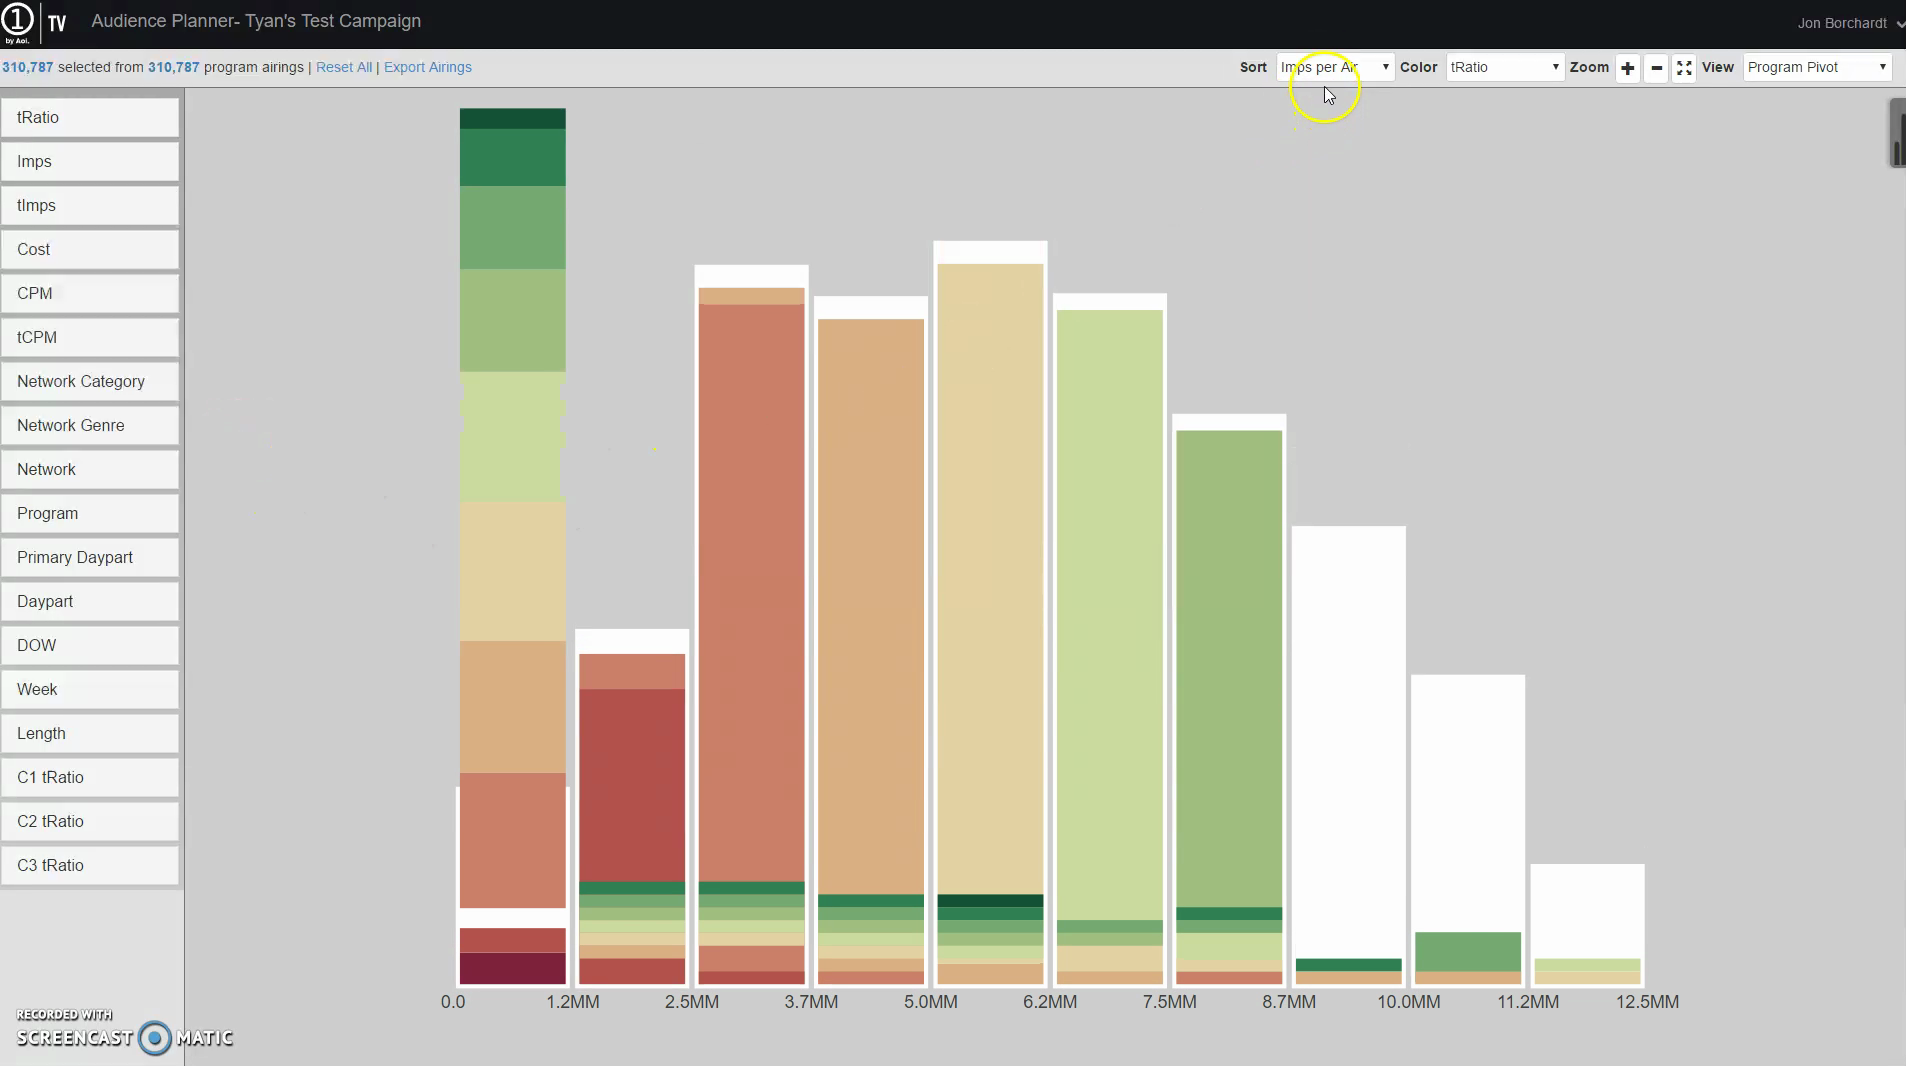 1 TV Audience Planner- Tyan's Test Campaign Jon Borchardt
by Aol.
310,787 selected from 310,787 program airings | Reset All | Export Airings Sort Imps per Air Color tRatio Zoom + - View Program Pivot
tRatio
Imps
tImps
Cost
CPM
tCPM
Network Category
Network Genre
Network
Program
Primary Daypart
Daypart
DOW
Week
Length
C1 tRatio
C2 tRatio
C3 tRatio
0.0 1.2MM 2.5MM 3.7MM 5.0MM 6.2MM 7.5MM 8.7MM 10.0MM 11.2MM 12.5MM
RECORDED WITH
SCREENCAST MATIC